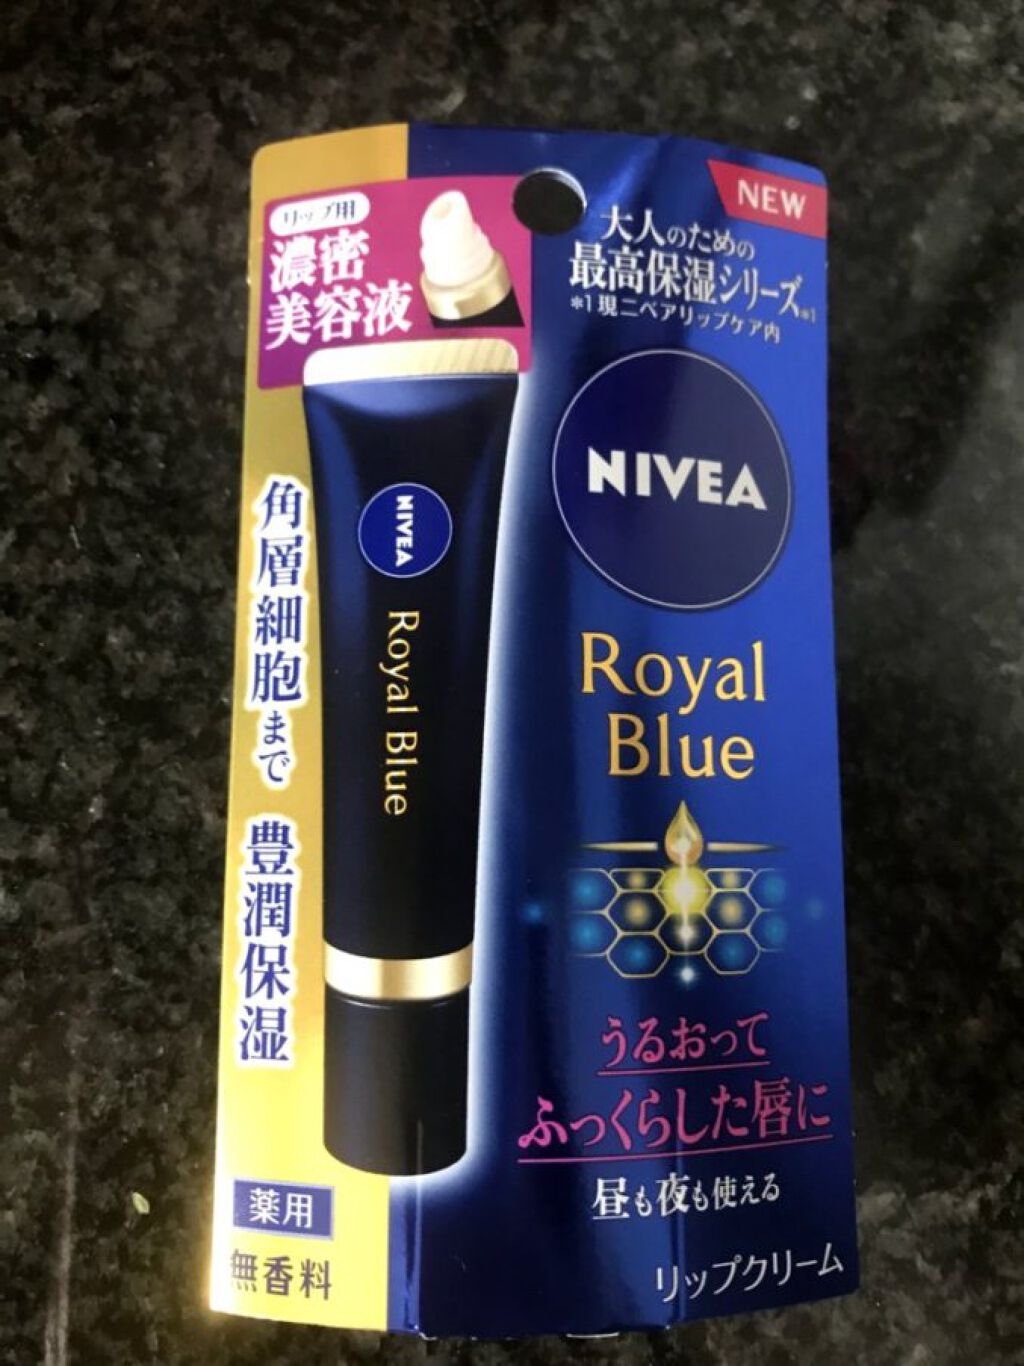 NEW
リップ用
濃密
美容液
大人のための
最高保湿シリーズ*1
*1現ニベアリップケア内
NIVEA
Royal
Blue
NIVEA
Royal Blue
角層細胞まで 豊潤保湿
うるおって
ふっくらした唇に
昼も夜も使える
薬用
無香料
リップクリーム